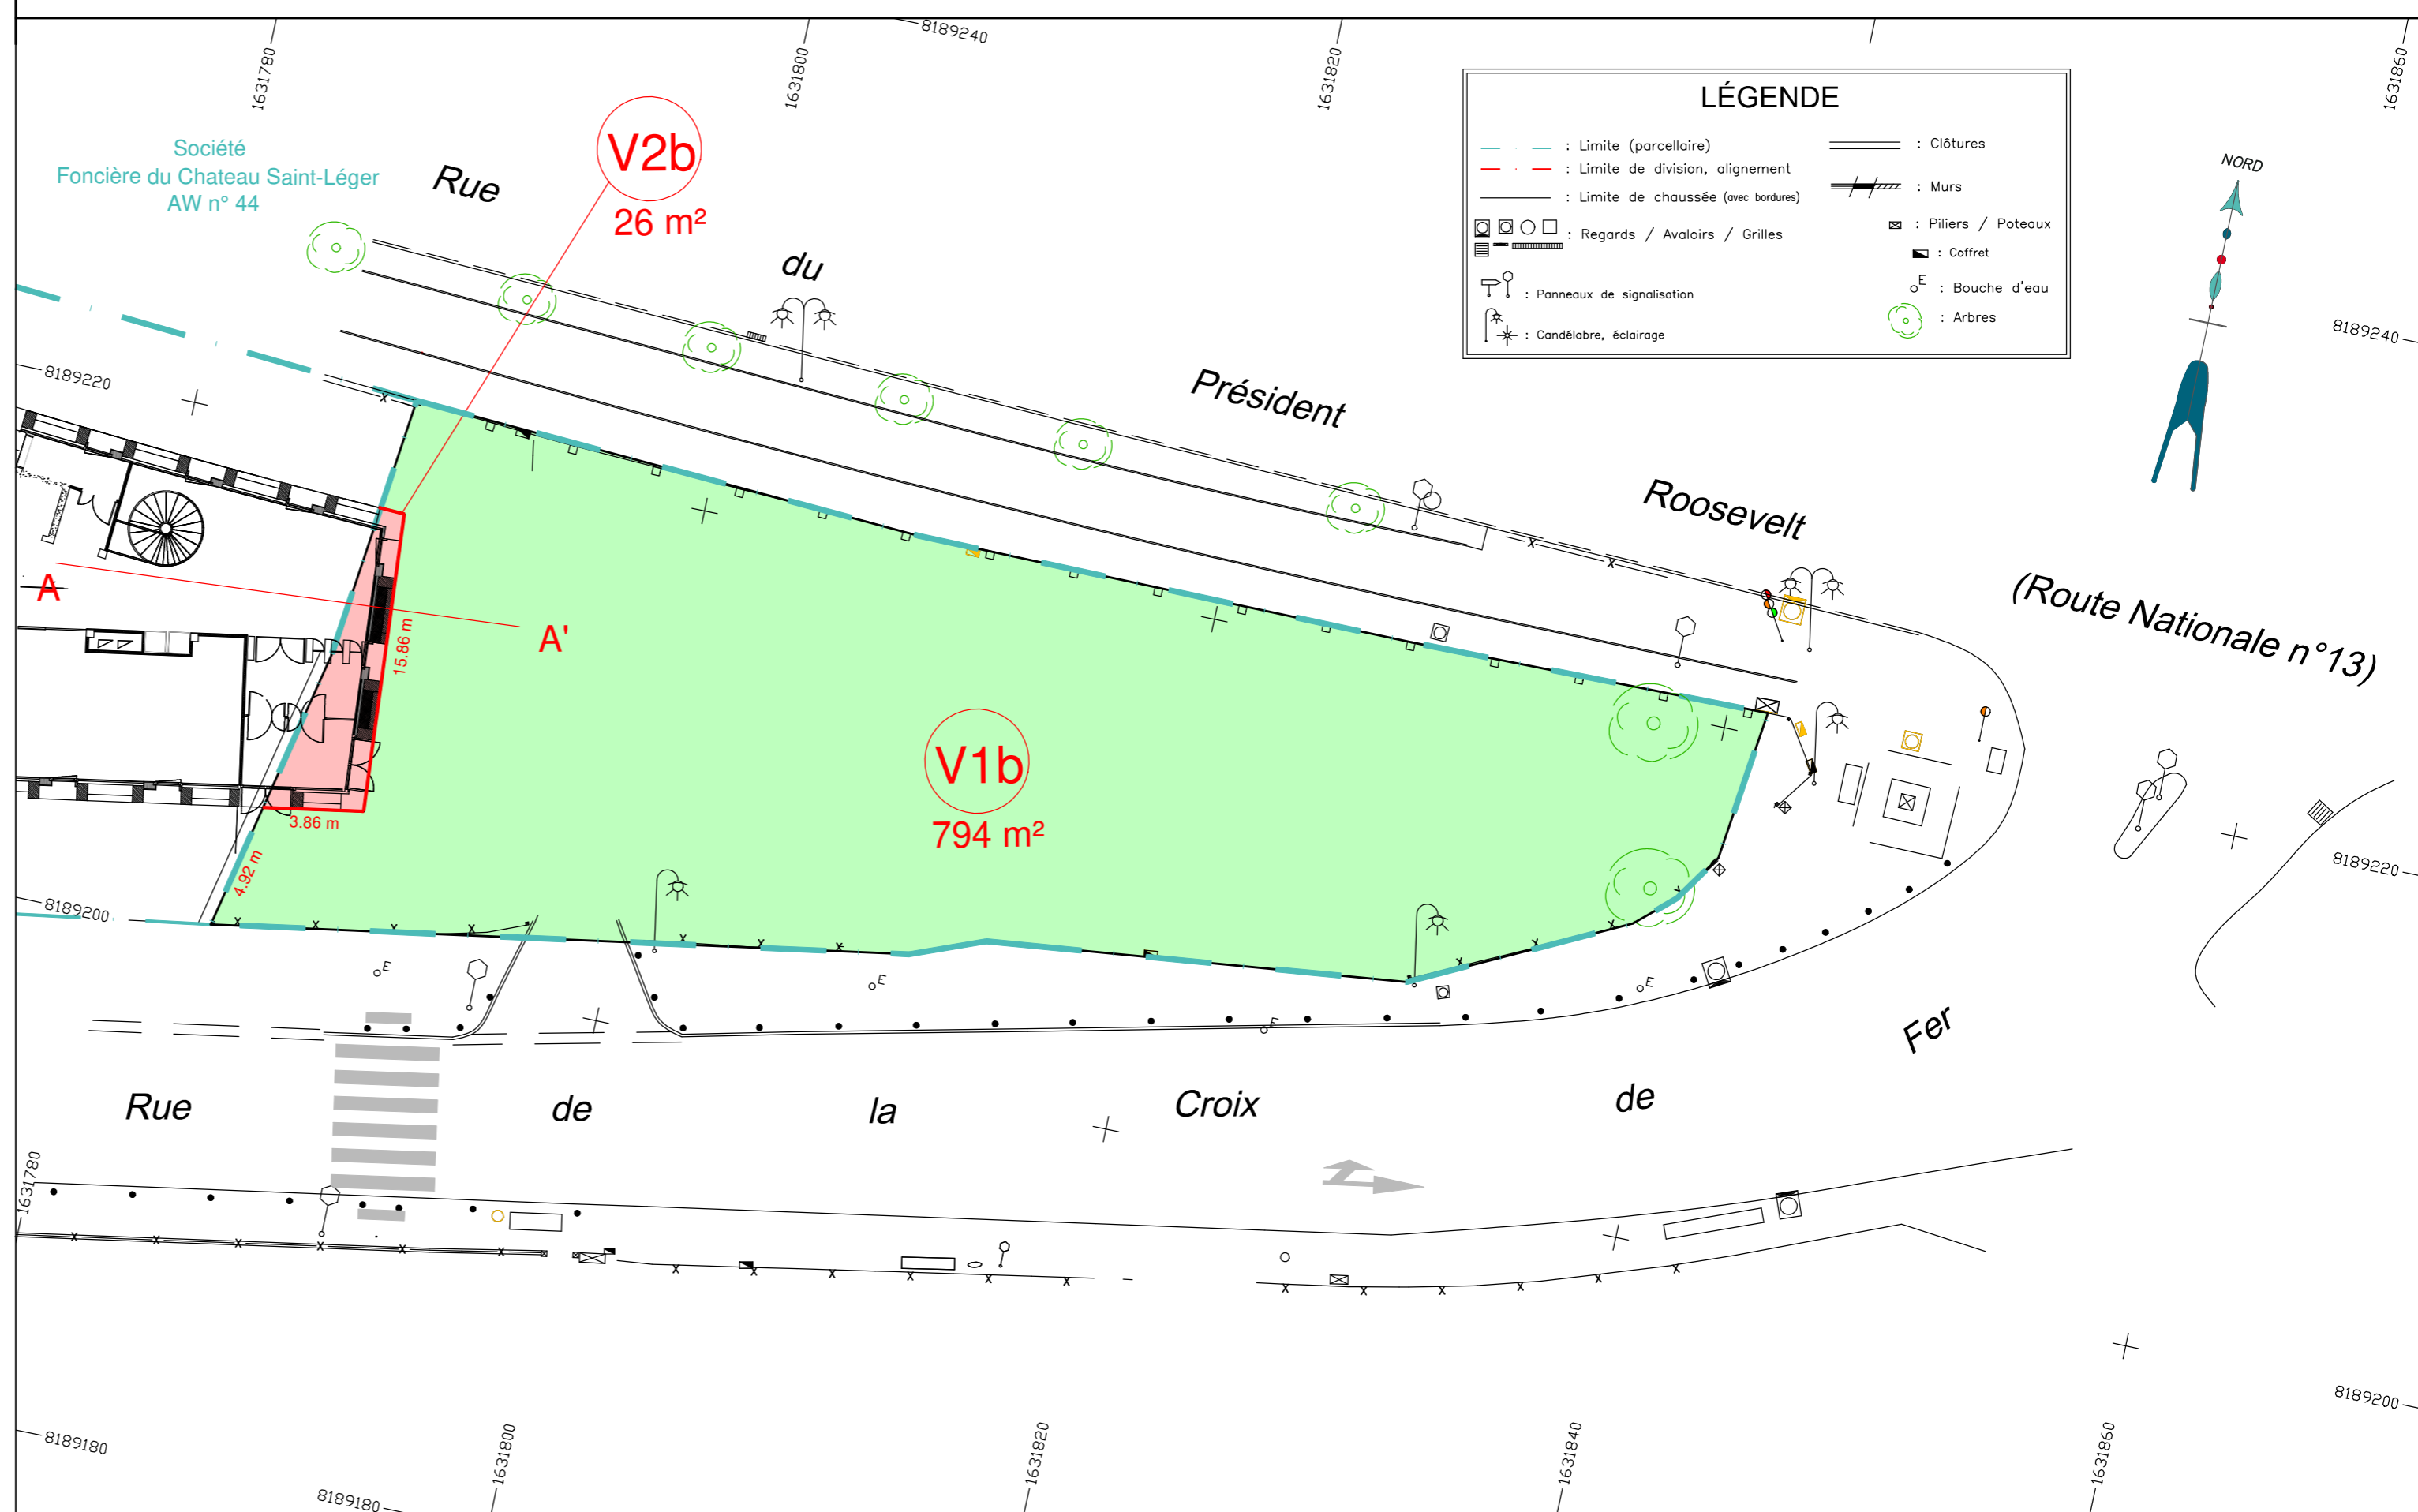 1631780
1631800
8189240
1631820
1631860
LÉGENDE
: Limite (parcellaire)
: Limite de division, alignement
: Limite de chaussée (avec bordures)
: Regards / Avaloirs / Grilles
: Panneaux de signalisation
: Candélabre, éclairage
: Clôtures
: Murs
: Piliers / Poteaux
: Coffret
E : Bouche d'eau
: Arbres
NORD
Société
Foncière du Chateau Saint-Léger
AW n° 44
V2b
26 m²
Rue
du
Président
Roosevelt
(Route Nationale n°13)
8189240
8189220
A
A'
15.86 m
3.86 m
4.92 m
V1b
794 m²
8189220
8189200
E
E
E
E
Rue
de
la
Croix
de
Fer
1631780
8189200
8189180
8189180
1631800
1631820
1631840
1631860